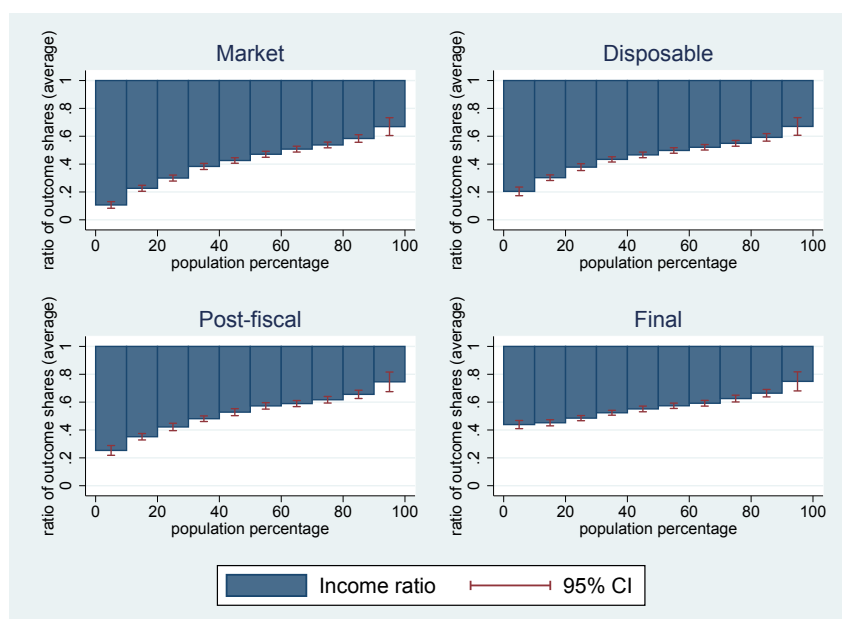 Market
ratio of outcome shares (average)
0 .2 .4 .6 .8 1
0 20 40 60 80 100
population percentage
Disposable
ratio of outcome shares (average)
0 .2 .4 .6 .8 1
0 20 40 60 80 100
population percentage
Post-fiscal
ratio of outcome shares (average)
0 .2 .4 .6 .8 1
0 20 40 60 80 100
population percentage
Final
ratio of outcome shares (average)
0 .2 .4 .6 .8 1
0 20 40 60 80 100
population percentage
Income ratio 95% CI